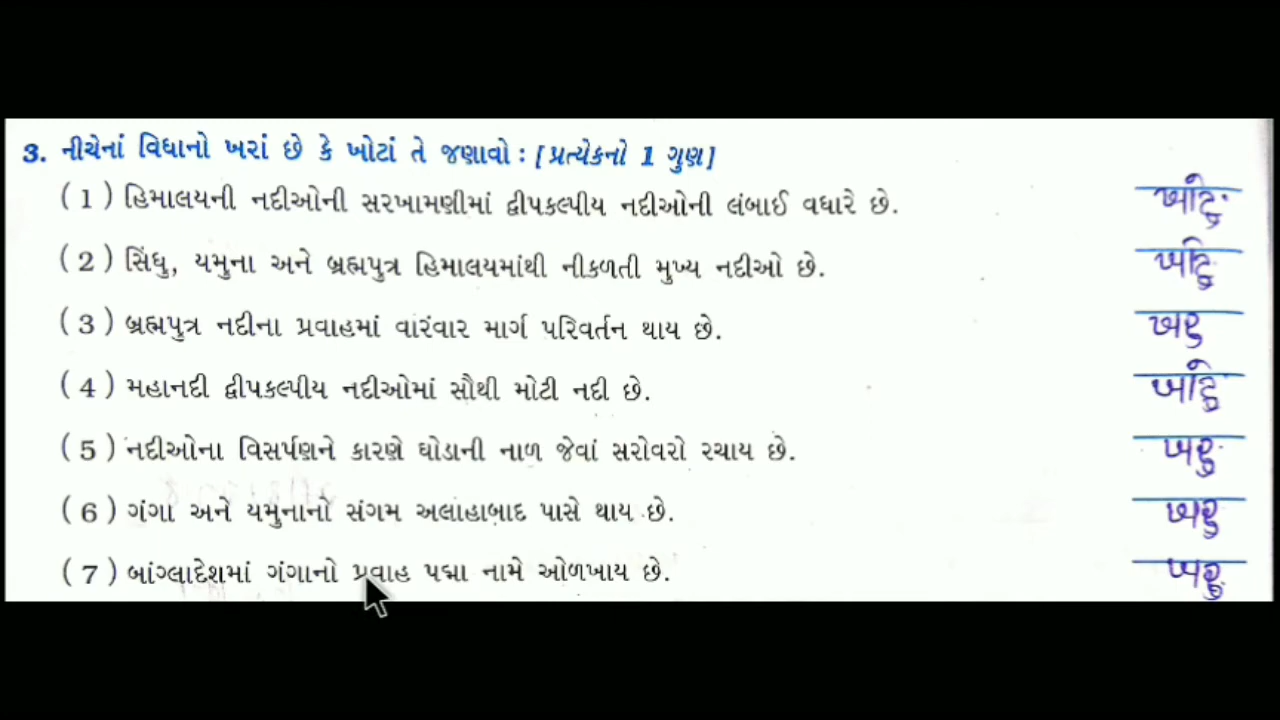 3. નીચેનાં વિધાનો ખરાં છે કે ખોટાં તે જણાવો : [પ્રત્યેકનો 1 ગુણ]
(1) હિમાલયની નદીઓની સરખામણીમાં દ્વીપકલ્પીય નદીઓની લંબાઈ વધારે છે. ખોટું
(2) સિંધુ, યમુના અને બ્રહ્મપુત્ર હિમાલયમાંથી નીકળતી મુખ્ય નદીઓ છે. ખોટું
(3) બ્રહ્મપુત્ર નદીના પ્રવાહમાં વારંવાર માર્ગ પરિવર્તન થાય છે. ખરુ
(4) મહાનદી દ્વીપકલ્પીય નદીઓમાં સૌથી મોટી નદી છે. ખોટું
(5) નદીઓના વિસર્પણને કારણે ઘોડાની નાળ જેવાં સરોવરો રચાય છે. ખરુ
(6) ગંગા અને યમુનાનો સંગમ અલાહાબાદ પાસે થાય છે. ખરુ
(7) બાંગ્લાદેશમાં ગંગાનો પ્રવાહ પદ્મા નામે ઓળખાય છે. ખરુ